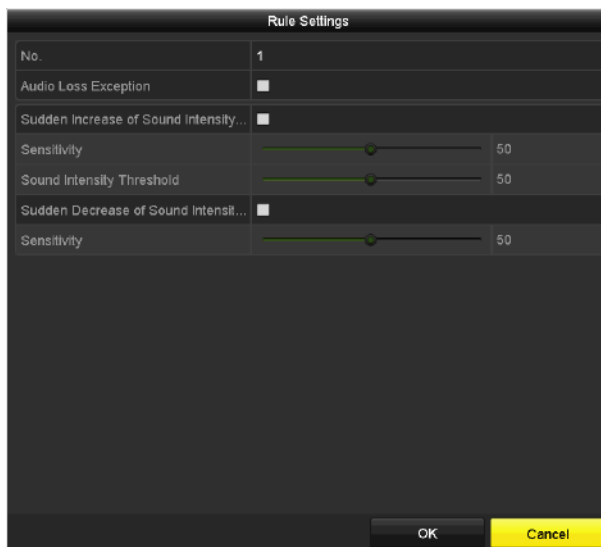 Rule Settings
No. 1
Audio Loss Exception
Sudden Increase of Sound Intensity...
Sensitivity 50
Sound Intensity Threshold 50
Sudden Decrease of Sound Intensit...
Sensitivity 50
OK Cancel